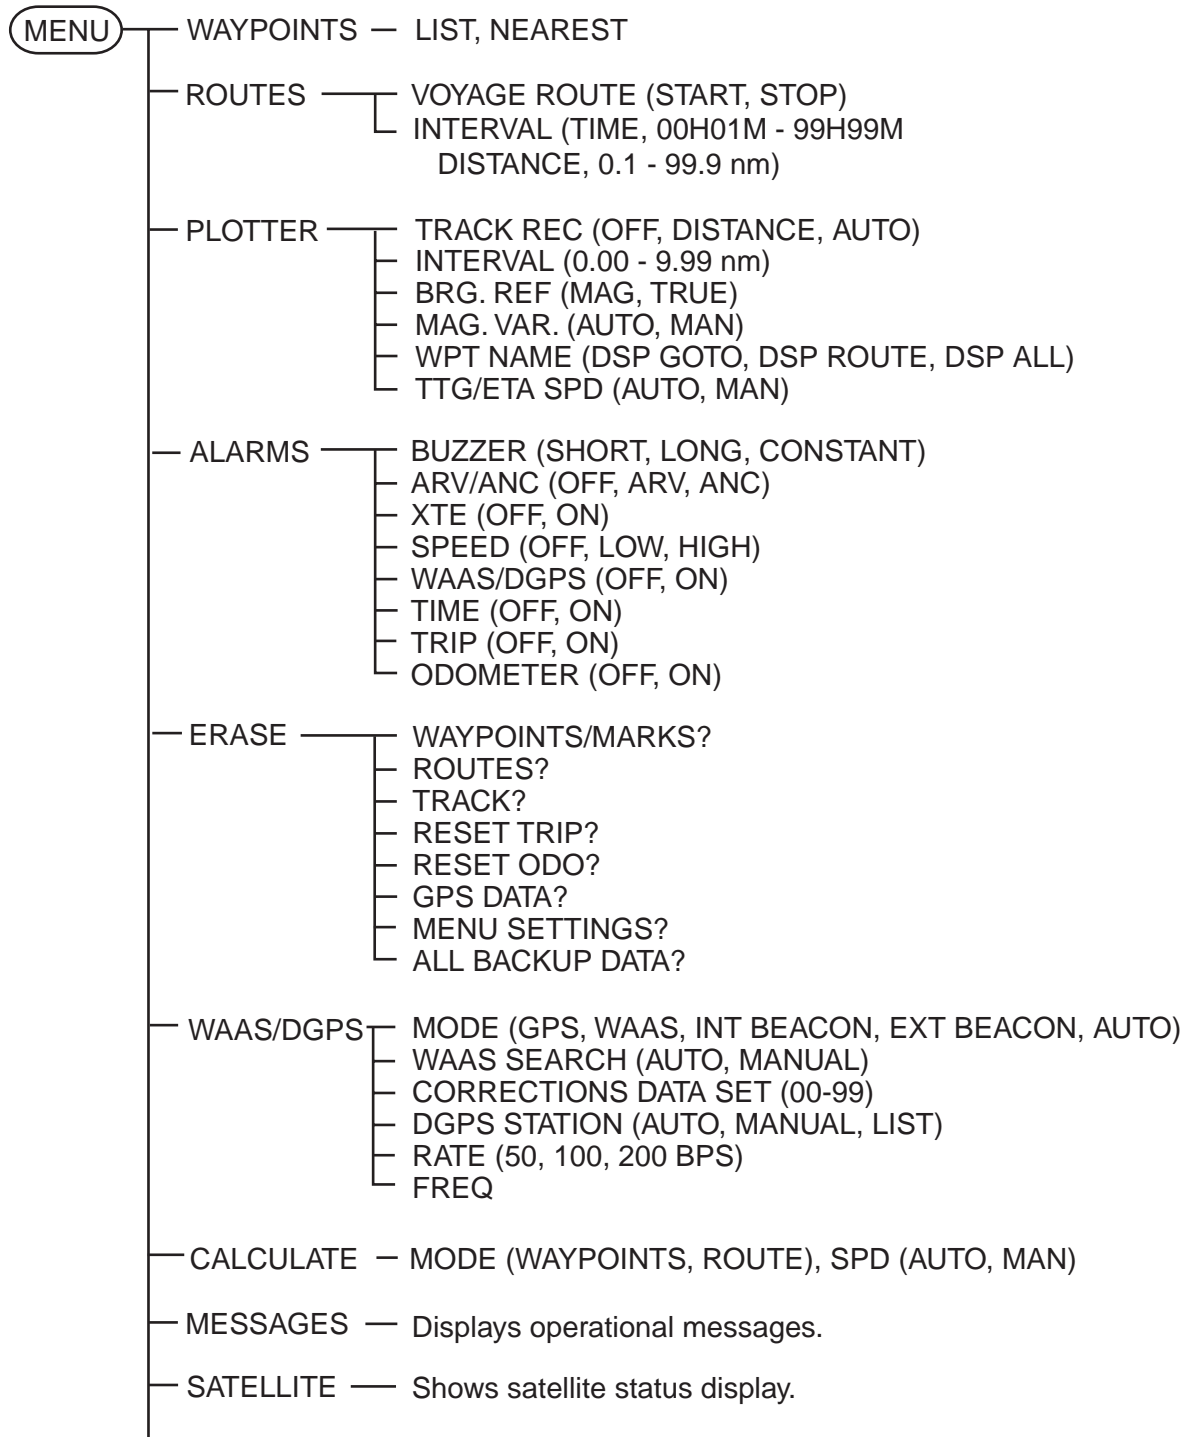 MENU WAYPOINTS LIST, NEAREST
ROUTES VOYAGE ROUTE (START, STOP)
INTERVAL (TIME, 00H01M - 99H99M
DISTANCE, 0.1 - 99.9 nm)
PLOTTER TRACK REC (OFF, DISTANCE, AUTO)
INTERVAL (0.00 - 9.99 nm)
BRG. REF (MAG, TRUE)
MAG. VAR. (AUTO, MAN)
WPT NAME (DSP GOTO, DSP ROUTE, DSP ALL)
TTG/ETA SPD (AUTO, MAN)
ALARMS BUZZER (SHORT, LONG, CONSTANT)
ARV/ANC (OFF, ARV, ANC)
XTE (OFF, ON)
SPEED (OFF, LOW, HIGH)
WAAS/DGPS (OFF, ON)
TIME (OFF, ON)
TRIP (OFF, ON)
ODOMETER (OFF, ON)
ERASE WAYPOINTS/MARKS?
ROUTES?
TRACK?
RESET TRIP?
RESET ODO?
GPS DATA?
MENU SETTINGS?
ALL BACKUP DATA?
WAAS/DGPS MODE (GPS, WAAS, INT BEACON, EXT BEACON, AUTO)
WAAS SEARCH (AUTO, MANUAL)
CORRECTIONS DATA SET (00-99)
DGPS STATION (AUTO, MANUAL, LIST)
RATE (50, 100, 200 BPS)
FREQ
CALCULATE MODE (WAYPOINTS, ROUTE), SPD (AUTO, MAN)
MESSAGES Displays operational messages.
SATELLITE Shows satellite status display.